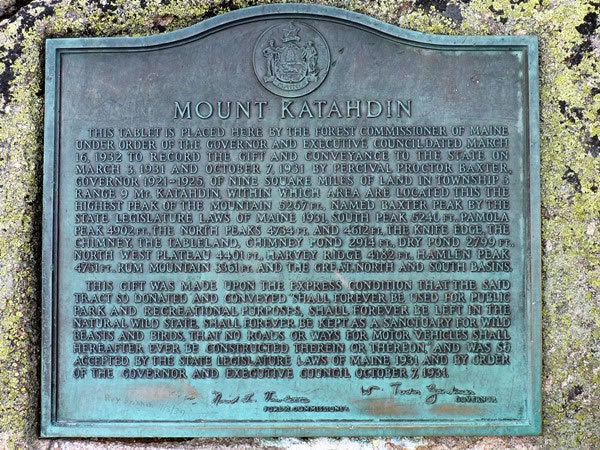 MOUNT KATAHDIN
THIS TABLET IS PLACED HERE BY THE FOREST COMMISSIONER OF MAINE
UNDER ORDER OF THE GOVERNOR AND EXECUTIVE COUNCIL DATED MARCH
16, 1932 TO RECORD THE GIFT AND CONVEYANCE TO THE STATE ON
MARCH 3, 1931 AND OCTOBER 7, 1931 BY PERCIVAL PROCTOR BAXTER,
GOVERNOR 1921-1925, OF NINE SQUARE MILES OF LAND IN TOWNSHIP 3
RANGE 9 MT. KATAHDIN, WITHIN WHICH AREA ARE LOCATED THE THE
HIGHEST PEAK OF THE MOUNTAIN 5267 FT., NAMED BAXTER PEAK BY THE
STATE LEGISLATURE LAWS OF MAINE 1931, SOUTH PEAK 5240 FT., PAMOLA
PEAK 4902 FT., THE NORTH PEAKS 4734 FT. AND 4612 FT., THE KNIFE EDGE, THE
CHIMNEY, THE TABLELAND, CHIMNEY POND 2914 FT., DRY POND 2799 FT.,
NORTH WEST PLATEAU 4401 FT., HARVEY RIDGE 4182 FT., HAMLIN PEAK
4751 FT., RUM MOUNTAIN 3361 FT. AND THE GREAT NORTH AND SOUTH BASINS.
THIS GIFT WAS MADE UPON THE EXPRESS CONDITION THAT THE SAID
TRACT SO DONATED AND CONVEYED "SHALL FOREVER BE USED FOR PUBLIC
PARK AND RECREATIONAL PURPOSES, SHALL FOREVER BE LEFT IN THE
NATURAL WILD STATE, SHALL FOREVER BE KEPT AS A SANCTUARY FOR WILD
BEASTS AND BIRDS, THAT NO ROADS OR WAYS FOR MOTOR VEHICLES SHALL
HEREAFTER EVER BE CONSTRUCTED THEREIN OR THEREON," AND WAS SO
ACCEPTED BY THE STATE LEGISLATURE LAWS OF MAINE 1931 AND BY ORDER
OF THE GOVERNOR AND EXECUTIVE COUNCIL OCTOBER 7, 1931.
Wm Tudor Gardiner
FOREST COMMISSIONER
GOVERNOR